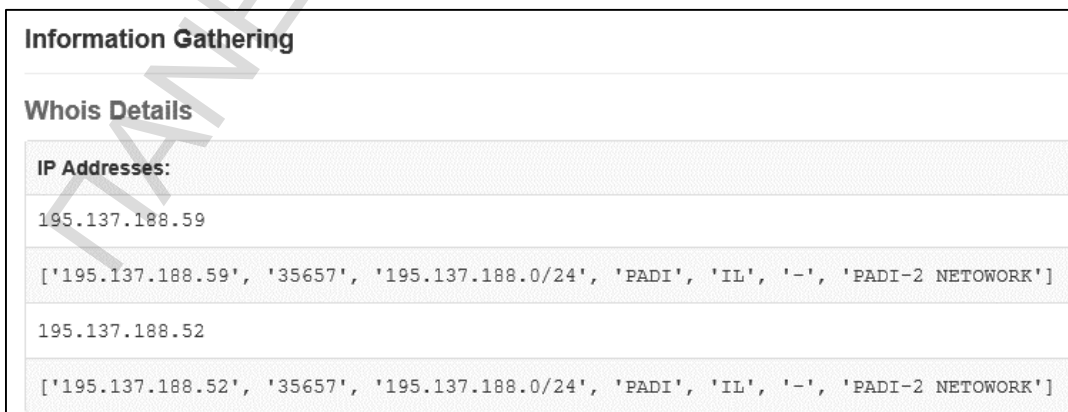 Information Gathering
Whois Details
IP Addresses:
195.137.188.59
['195.137.188.59', '35657', '195.137.188.0/24', 'PADI', 'IL', '-', 'PADI-2 NETOWORK']
195.137.188.52
['195.137.188.52', '35657', '195.137.188.0/24', 'PADI', 'IL', '-', 'PADI-2 NETOWORK']
ΠΑΝΕ